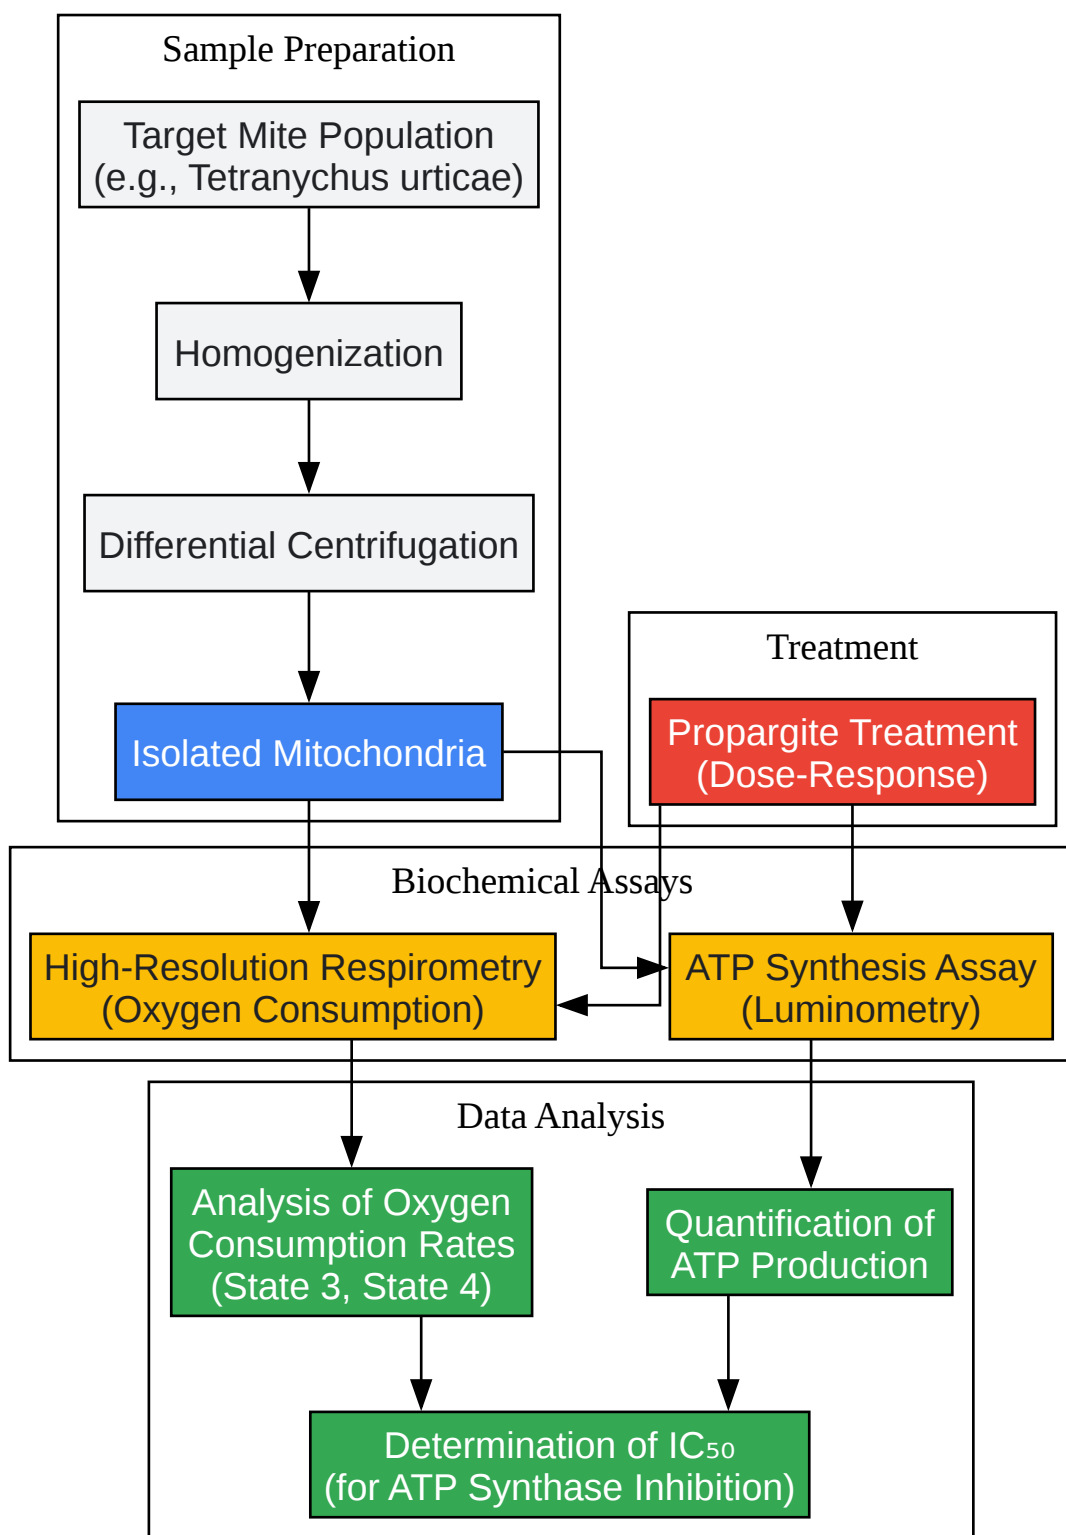 Sample Preparation
Target Mite Population
(e.g., Tetranychus urticae)
Homogenization
Differential Centrifugation
Isolated Mitochondria
Treatment
Propargite Treatment
(Dose-Response)
Biochemical Assays
High-Resolution Respirometry
(Oxygen Consumption)
ATP Synthesis Assay
(Luminometry)
Data Analysis
Analysis of Oxygen
Consumption Rates
(State 3, State 4)
Quantification of
ATP Production
Determination of IC₅₀
(for ATP Synthase Inhibition)